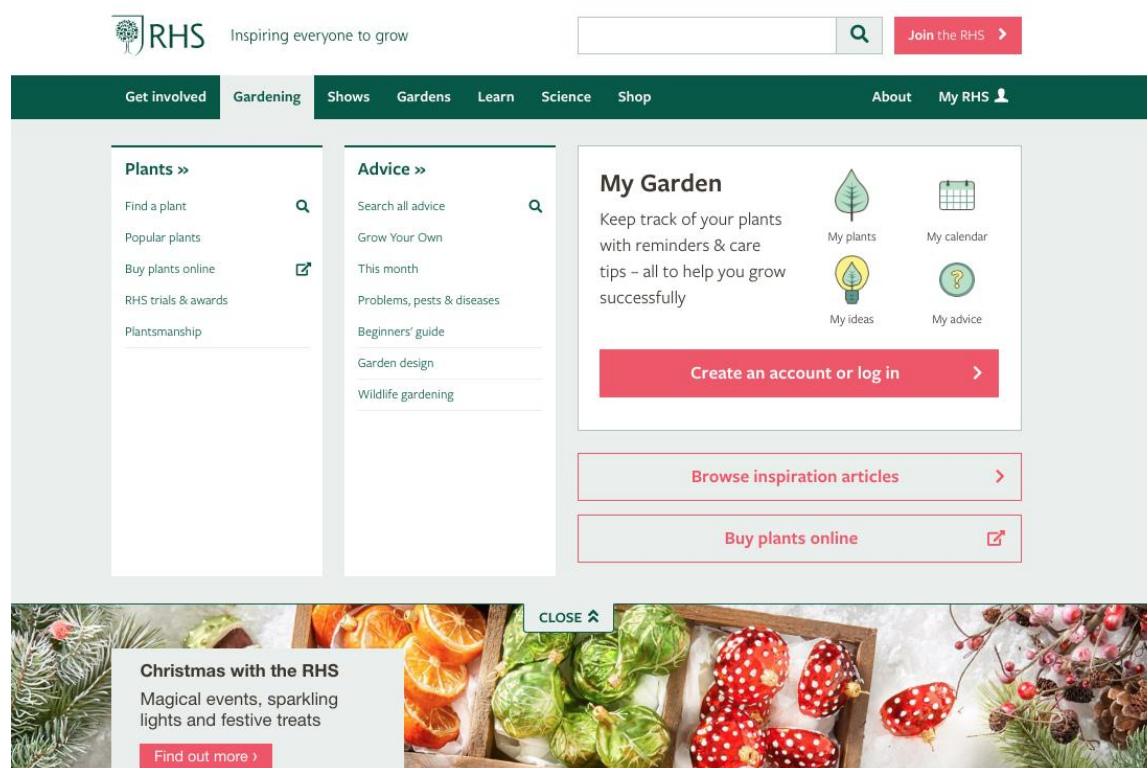 RHS
Inspiring everyone to grow
Join the RHS
Get involved
Gardening
Shows
Gardens
Learn
Science
Shop
About
My RHS
Plants »
Find a plant
Popular plants
Buy plants online
RHS trials & awards
Plantsmanship
Advice »
Search all advice
Grow Your Own
This month
Problems, pests & diseases
Beginners' guide
Garden design
Wildlife gardening
My Garden
Keep track of your plants
with reminders & care
tips – all to help you grow
successfully
My plants
My calendar
My ideas
My advice
Create an account or log in
Browse inspiration articles
Buy plants online
CLOSE
Christmas with the RHS
Magical events, sparkling
lights and festive treats
Find out more ›